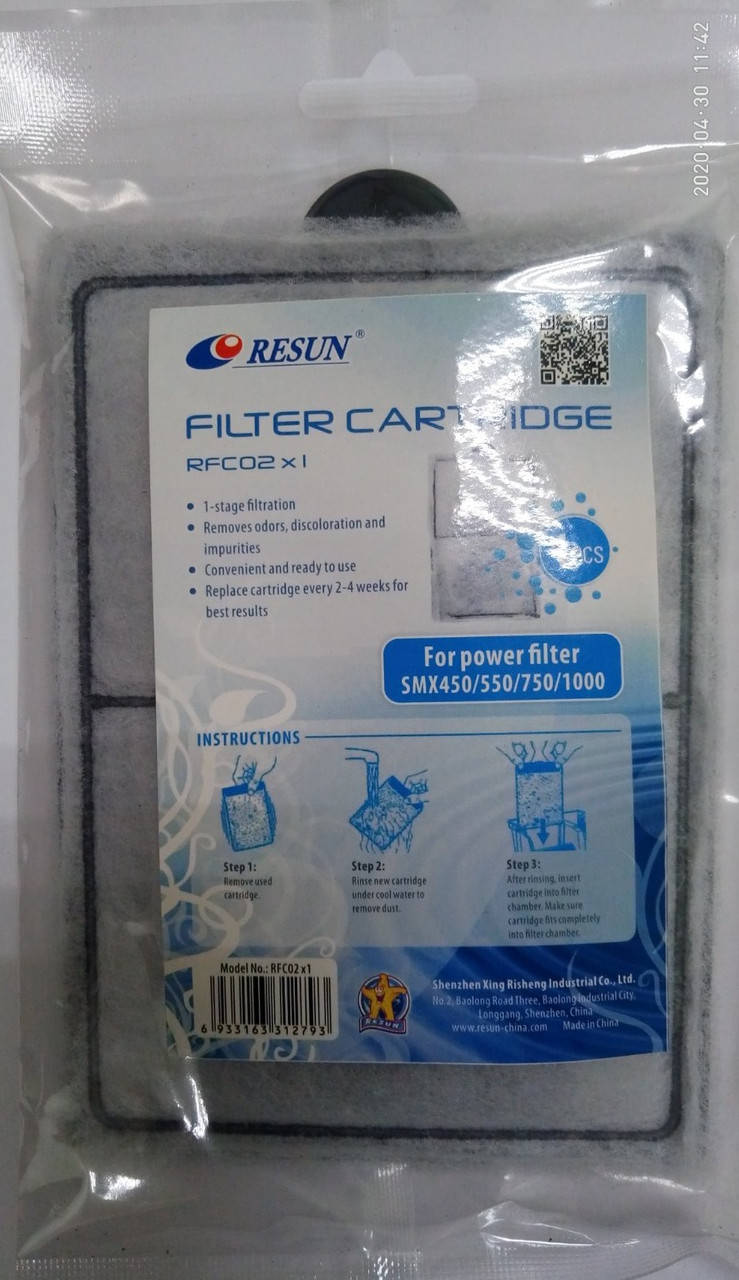 2020·04·30 11:42
RESUN®
FILTER CARTRIDGE
RFC02 x 1
• 1-stage filtration
• Removes odors, discoloration and
impurities
• Convenient and ready to use
• Replace cartridge every 2-4 weeks for
best results
For power filter
SMX450/550/750/1000
INSTRUCTIONS
Step 1:
Remove used
cartridge.
Step 2:
Rinse new cartridge
under cool water to
remove dust.
Step 3:
After rinsing, insert
cartridge into filter
chamber. Make sure
cartridge fits completely
into filter chamber.
Model No.: RFC02 x1
6 933163 312793
RESUN
Shenzhen Xing Risheng Industrial Co., Ltd.
No.2, Baolong Road Three, Baolong Industrial City,
Longgang, Shenzhen, China
www.resun-china.com Made in China